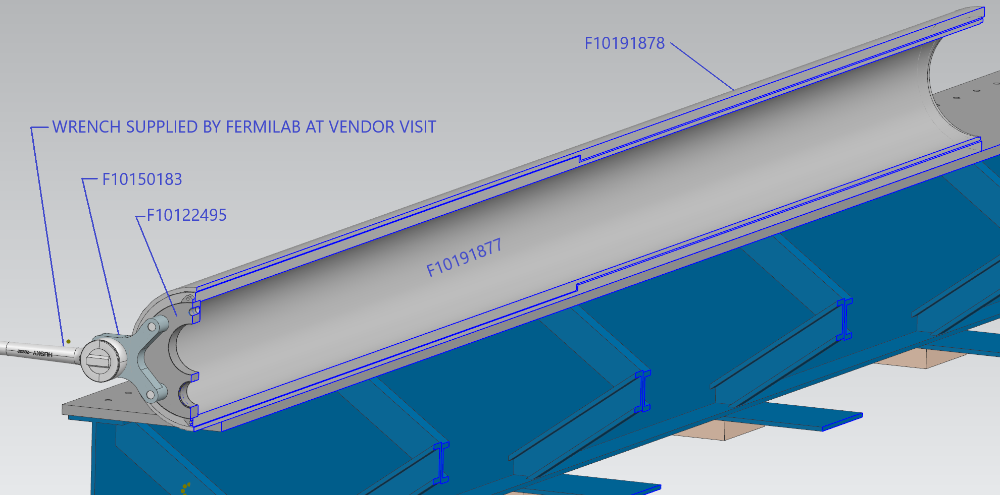 F10191878
WRENCH SUPPLIED BY FERMILAB AT VENDOR VISIT
F10150183
F10122495
F10191877
HUSKY